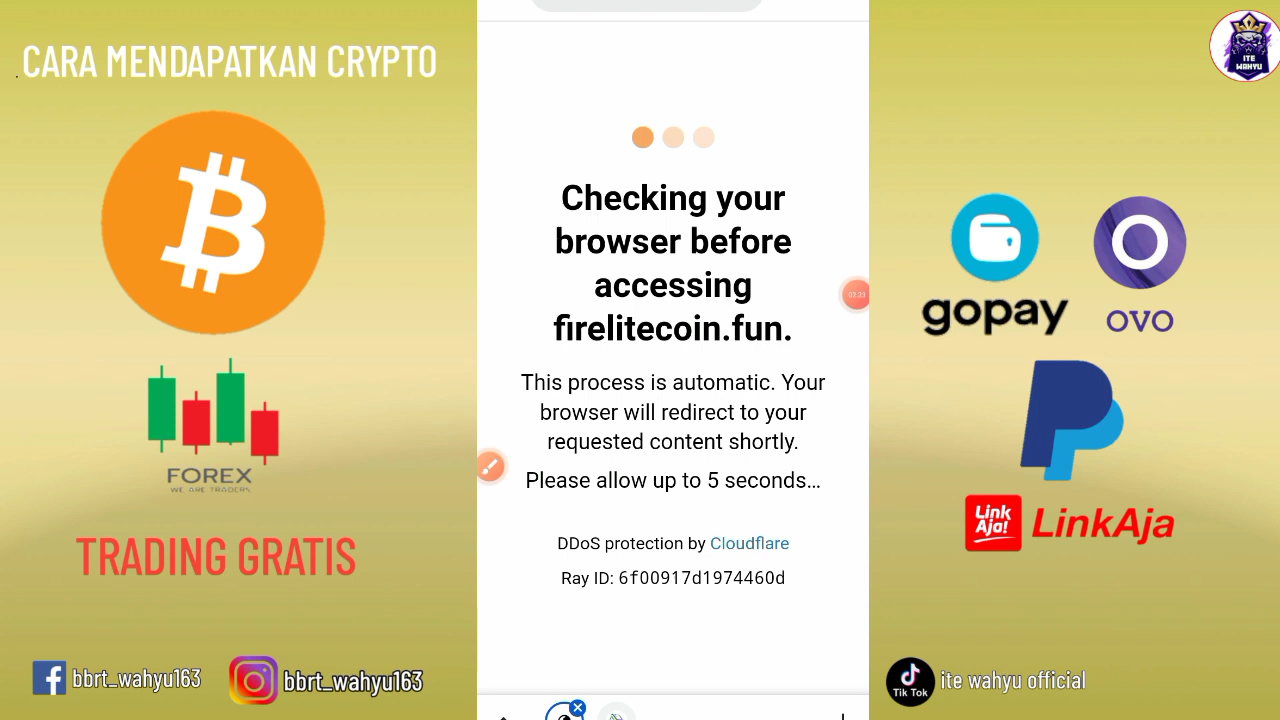 CARA MENDAPATKAN CRYPTO
FOREX
WE ARE TRADERS
TRADING GRATIS
bbrt_wahyu163
bbrt_wahyu163
Checking your
browser before
accessing
firelitecoin.fun.
This process is automatic. Your
browser will redirect to your
requested content shortly.
Please allow up to 5 seconds…
DDoS protection by Cloudflare
Ray ID: 6f00917d1974460d
02:23
ITE
WAHYU
gopay
OVO
Link
Aja!
LinkAja
Tik Tok
ite wahyu official